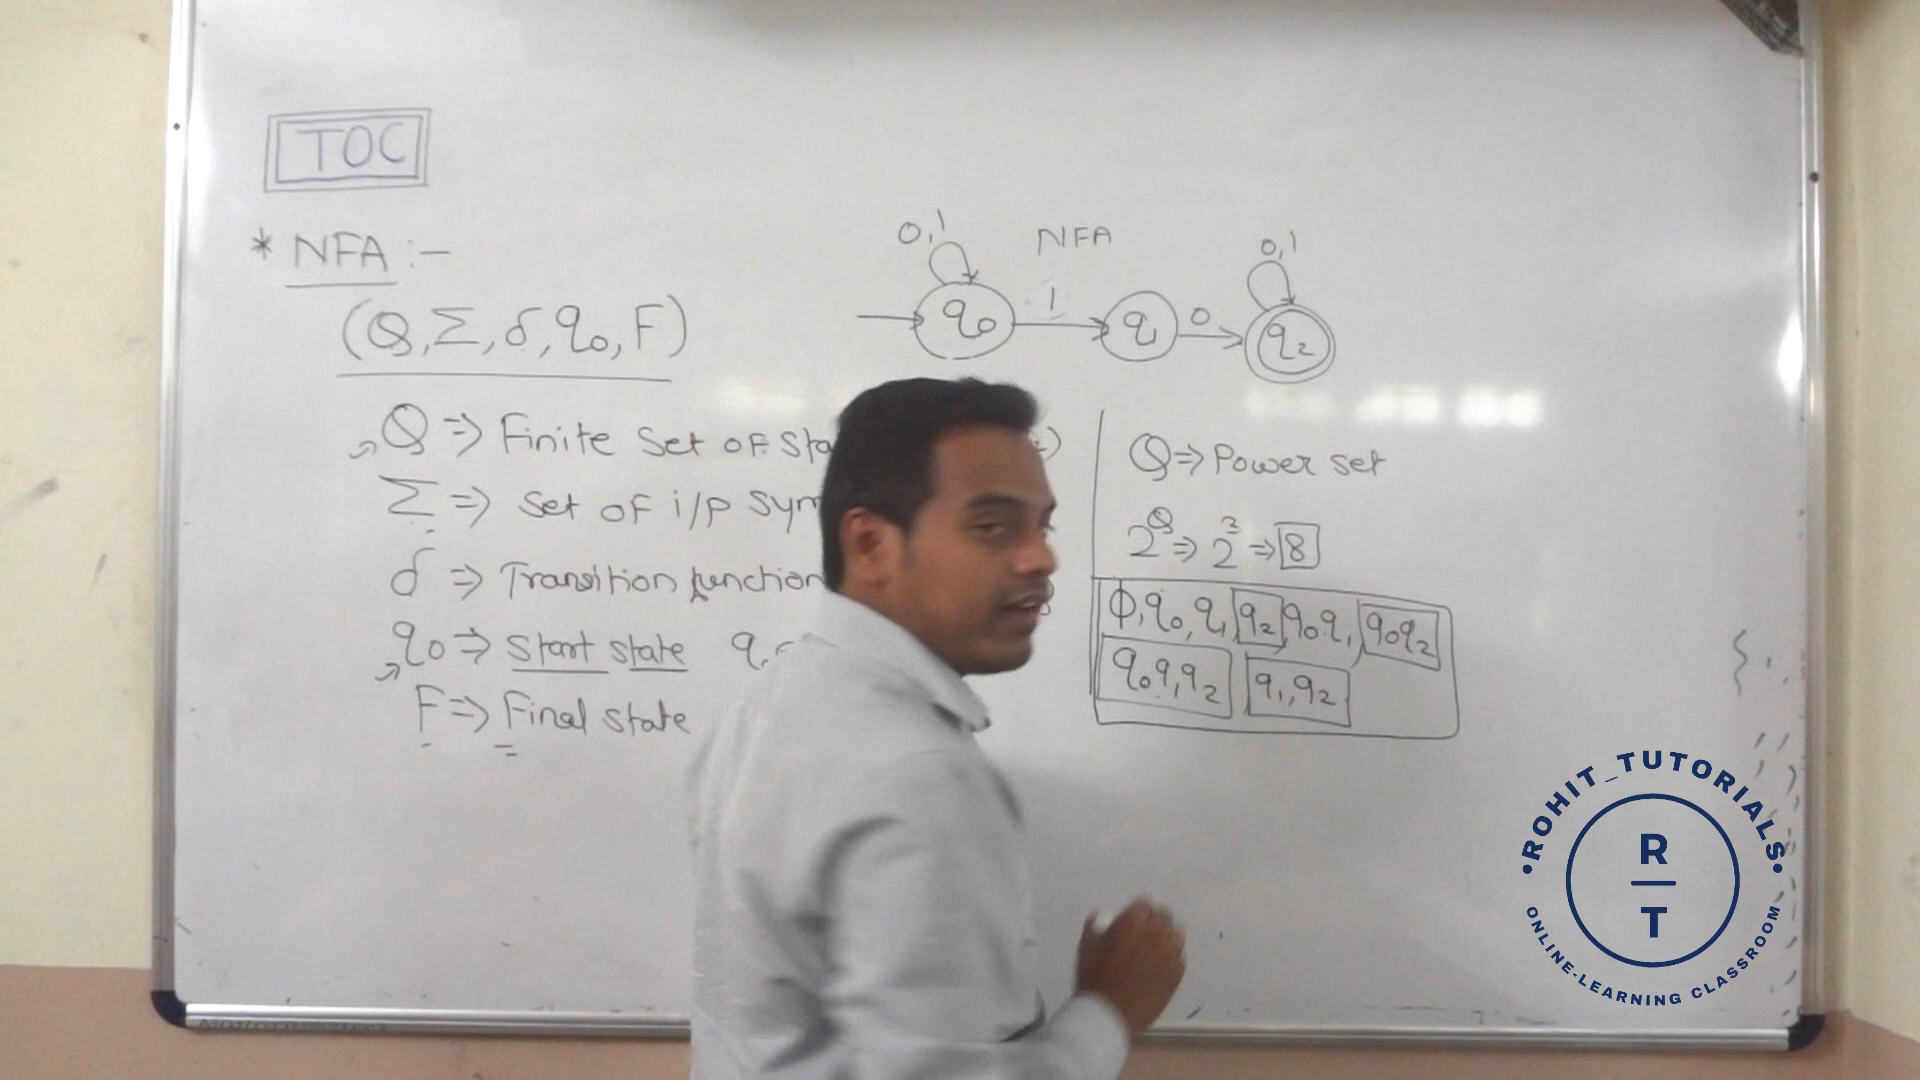 TOC
* NFA :-
(Q, Σ, δ, q0, F)
Q => Finite Set of
Σ => Set of i/p
δ => Transition function
q0 => Start state
F => Final state
0,1
NFA
0,1
q0
1
q1
0
q2
Q => Power set
2^Q => 2^3 => 8
φ, q0, q1, q2, q0q1, q0q2
q0q1q2 q1,q2
ROHIT_TUTORIALS
R
T
ONLINE-LEARNING CLASSROOM